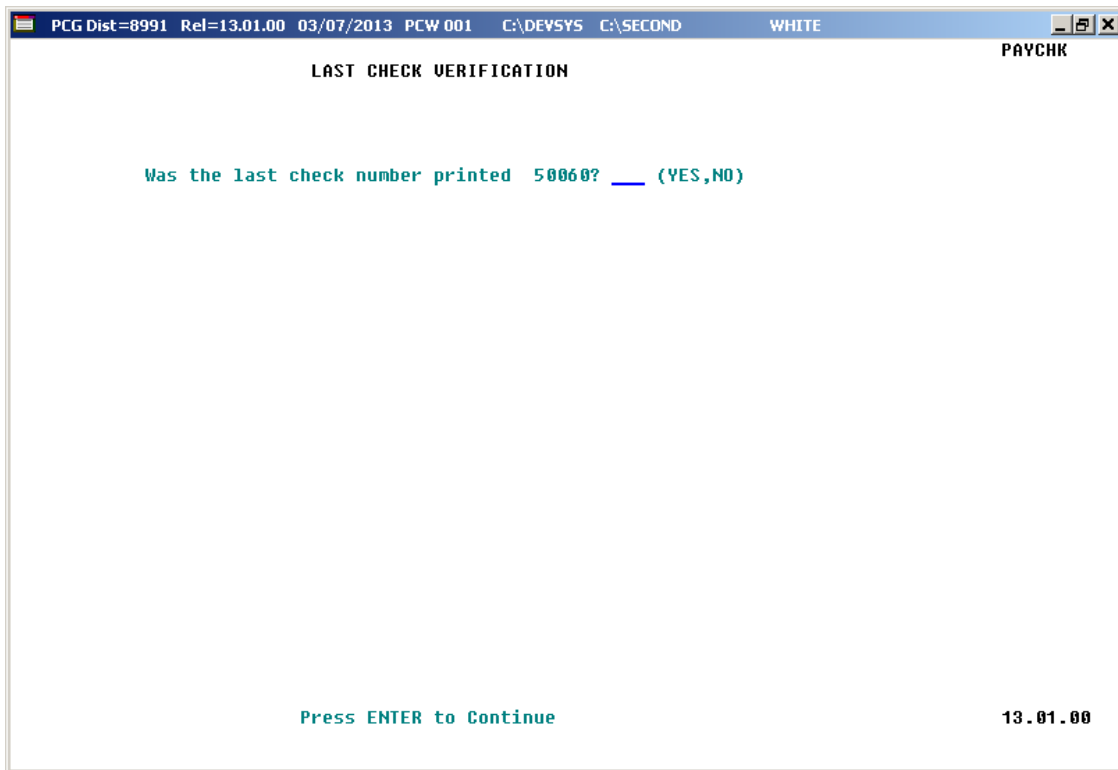 PCG Dist=8991 Rel=13.01.00 03/07/2013 PCW 001 C:\DEVSYS C:\SECOND WHITE
PAYCHK
LAST CHECK VERIFICATION
Was the last check number printed 50060? ___ (YES,NO)
Press ENTER to Continue 13.01.00